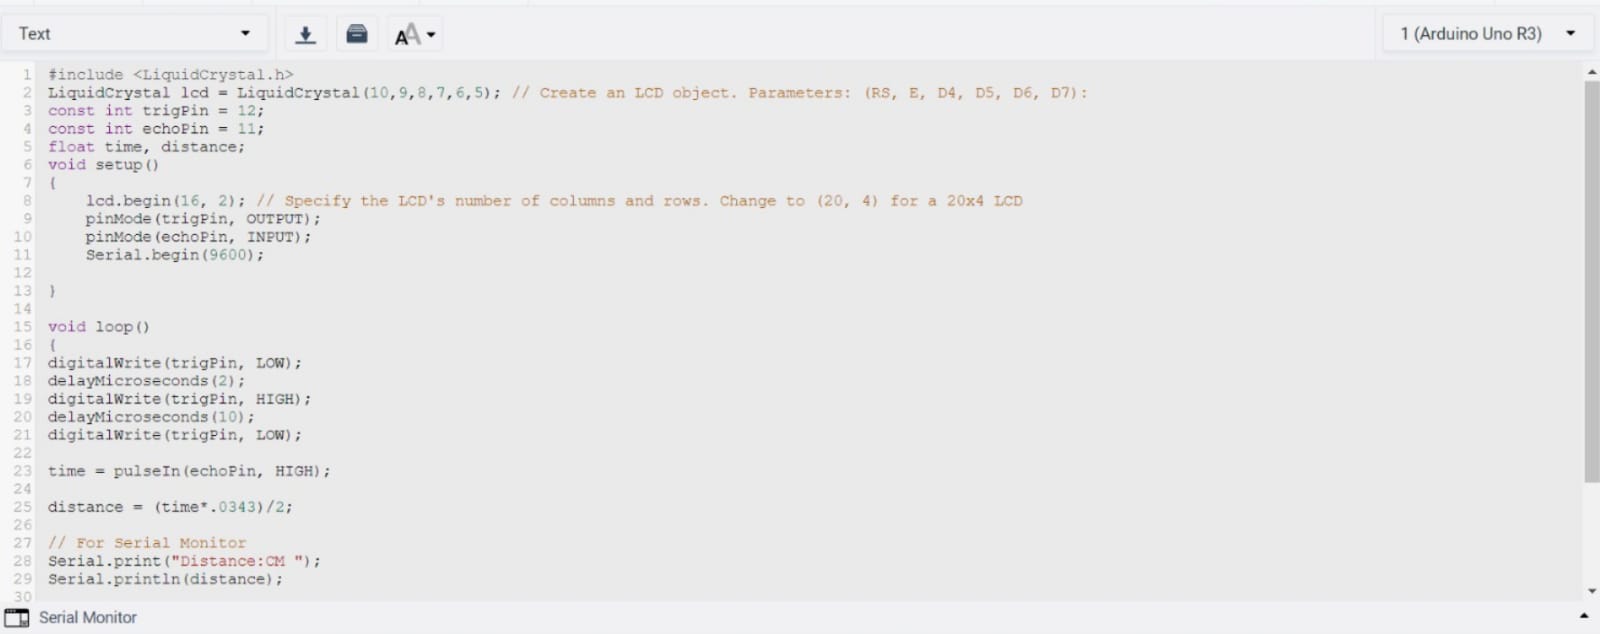 Text
1 (Arduino Uno R3)
1 #include <LiquidCrystal.h>
2 LiquidCrystal lcd = LiquidCrystal(10,9,8,7,6,5); // Create an LCD object. Parameters: (RS, E, D4, D5, D6, D7):
3 const int trigPin = 12;
4 const int echoPin = 11;
5 float time, distance;
6 void setup()
7 {
8     lcd.begin(16, 2); // Specify the LCD's number of columns and rows. Change to (20, 4) for a 20x4 LCD
9     pinMode(trigPin, OUTPUT);
10     pinMode(echoPin, INPUT);
11     Serial.begin(9600);
12
13 }
14
15 void loop()
16 {
17 digitalWrite(trigPin, LOW);
18 delayMicroseconds(2);
19 digitalWrite(trigPin, HIGH);
20 delayMicroseconds(10);
21 digitalWrite(trigPin, LOW);
22
23 time = pulseIn(echoPin, HIGH);
24
25 distance = (time*.0343)/2;
26
27 // For Serial Monitor
28 Serial.print("Distance:CM ");
29 Serial.println(distance);
30
Serial Monitor